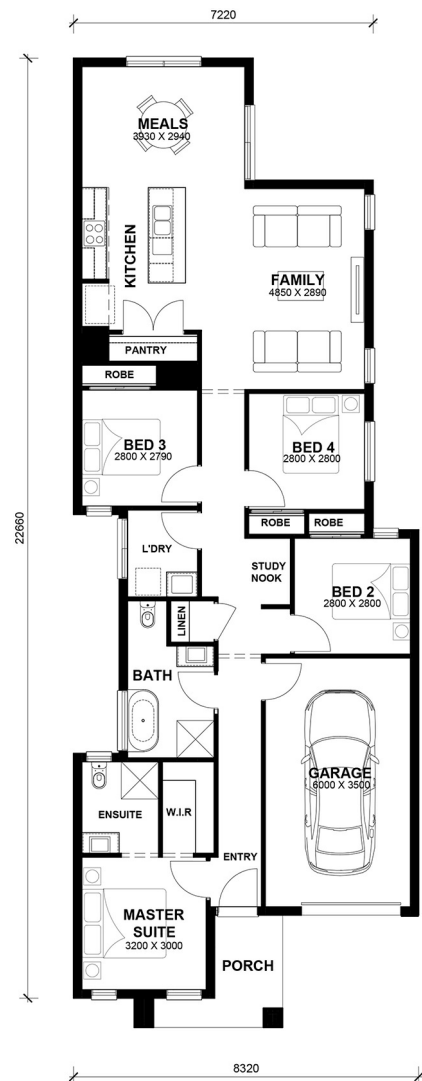 7220
MEALS
3930 X 2940
KITCHEN
FAMILY
4850 X 2890
PANTRY
ROBE
BED 3
2800 X 2790
BED 4
2800 X 2800
22660
ROBE
ROBE
L'DRY
STUDY
NOOK
BED 2
2800 X 2800
LINEN
BATH
GARAGE
6000 X 3500
ENSUITE
W.I.R
ENTRY
MASTER
SUITE
3200 X 3000
PORCH
8320